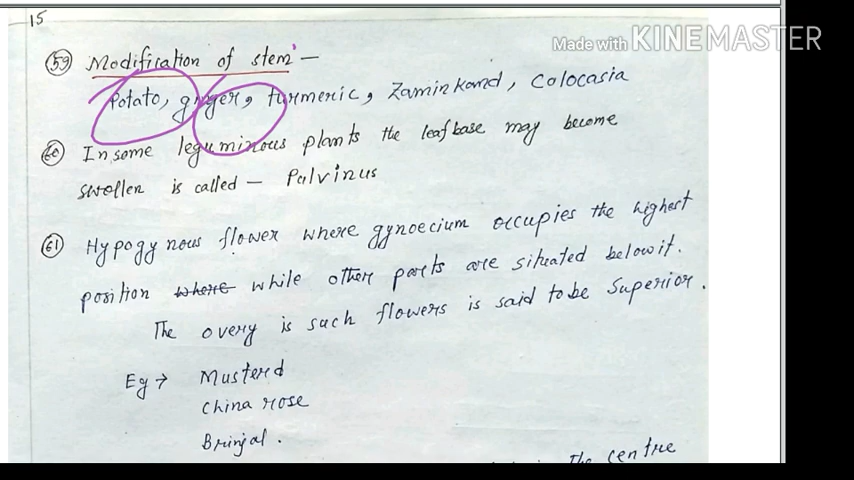 15
Made with KINEMASTER
59 Modification of stem -
Potato, ginger, turmeric, Zaminkand, Colocasia
60 In some leguminous plants the leafbase may become
swollen is called - Pulvinus
61 Hypogynous flower where gynoecium occupies the highest
position where while other parts are situated below it.
The overy is such flowers is said to be superior.
Eg → Musterd
China rose
Brinjal.
The centre